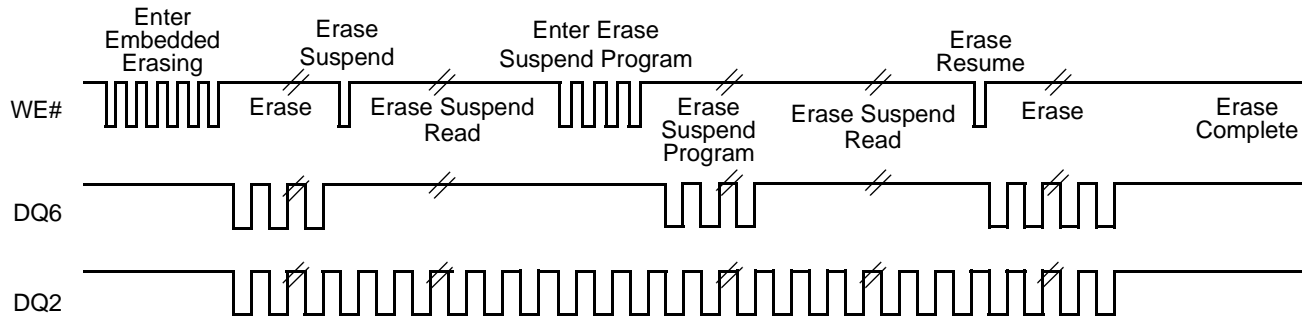 Enter
Embedded
Erasing
Erase
Suspend
Enter Erase
Suspend Program
Erase
Resume
WE#
Erase
Erase Suspend
Read
Erase
Suspend
Program
Erase Suspend
Read
Erase
Erase
Complete
DQ6
DQ2